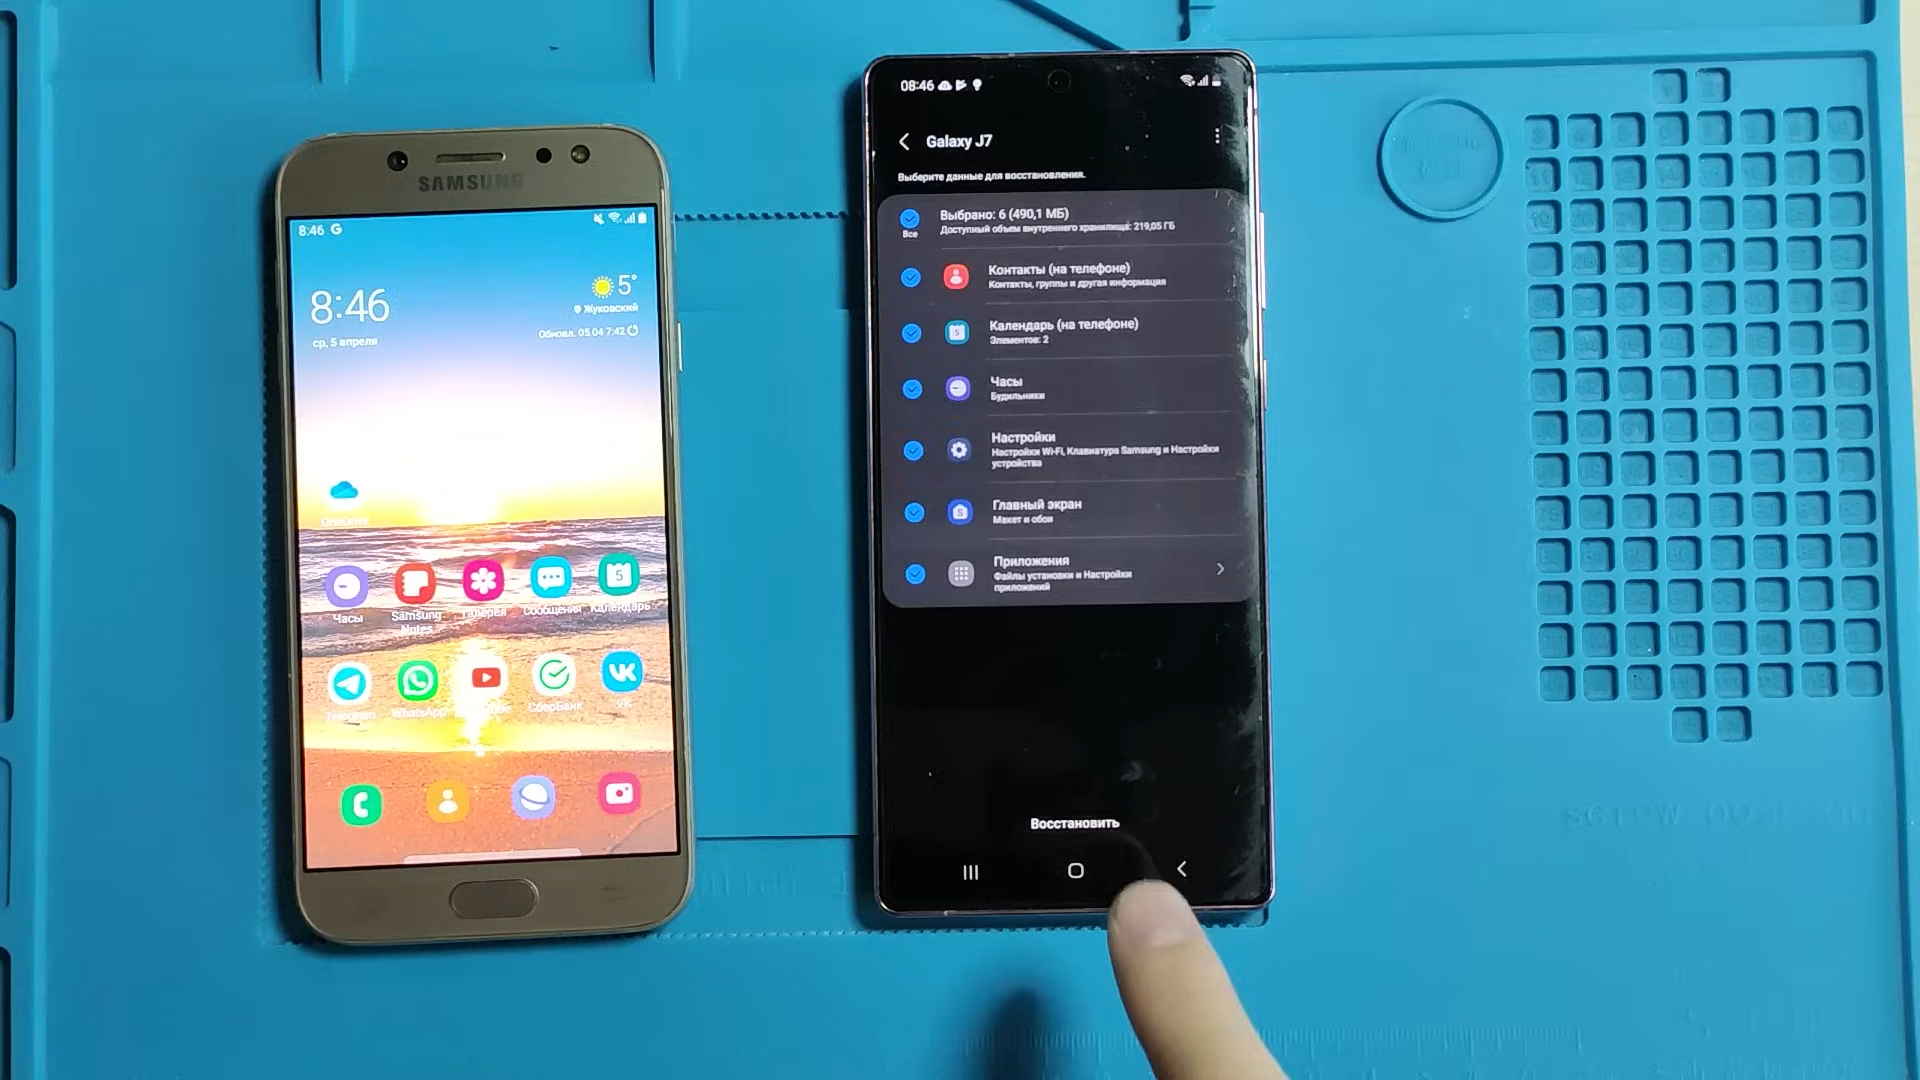 SAMSUNG
8:46 G
8:46
ср, 5 апреля
5°
Жуковский
Обновл. 05.04 7:42
OneDrive
Часы
Samsung Notes
Галерея
Сообщения
Календарь
5
Telegram
WhatsApp
СберБанк
VK
08:46
Galaxy J7
Выберите данные для восстановления.
Все
Выбрано: 6 (490,1 МБ)
Доступный объем внутреннего хранилища: 219,05 ГБ
Контакты (на телефоне)
Контакты, группы и другая информация
Календарь (на телефоне)
Элементов: 2
Часы
Будильники
Настройки
Настройки Wi-Fi, Клавиатура Samsung и Настройки
устройства
Главный экран
Макет и обои
Приложения
Файлы установки и Настройки
приложений
Восстановить
screw